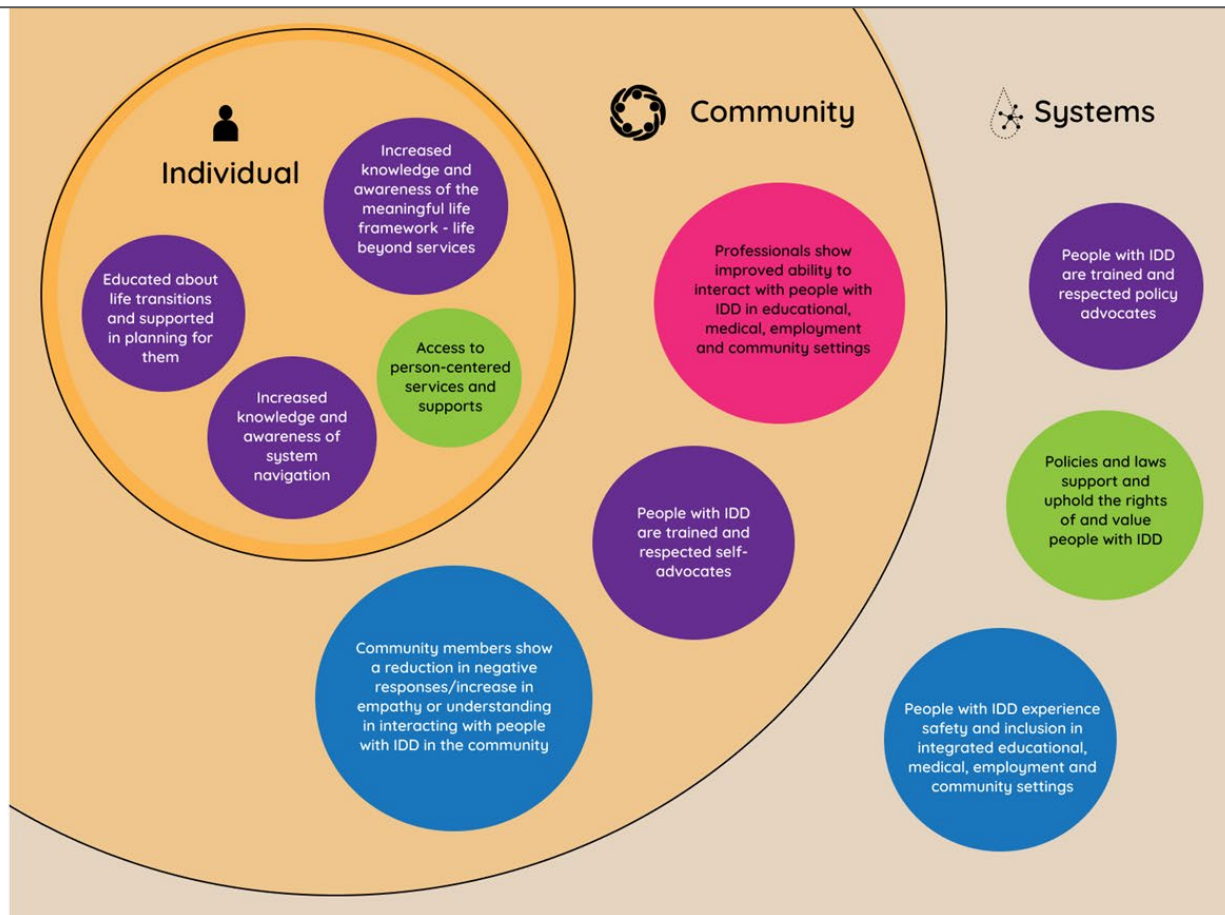 Individual
Increased
knowledge and
awareness of the
meaningful life
framework - life
beyond services
Educated about
life transitions
and supported
in planning for
them
Access to
person-centered
services and
supports
Increased
knowledge and
awareness of
system
navigation
Community
Professionals show
improved ability to
interact with people with
IDD in educational,
medical, employment
and community settings
People with IDD
are trained and
respected self-
advocates
Community members show
a reduction in negative
responses/increase in
empathy or understanding
in interacting with people
with IDD in the community
Systems
People with IDD
are trained and
respected policy
advocates
Policies and laws
support and
uphold the rights
of and value
people with IDD
People with IDD experience
safety and inclusion in
integrated educational,
medical, employment and
community settings